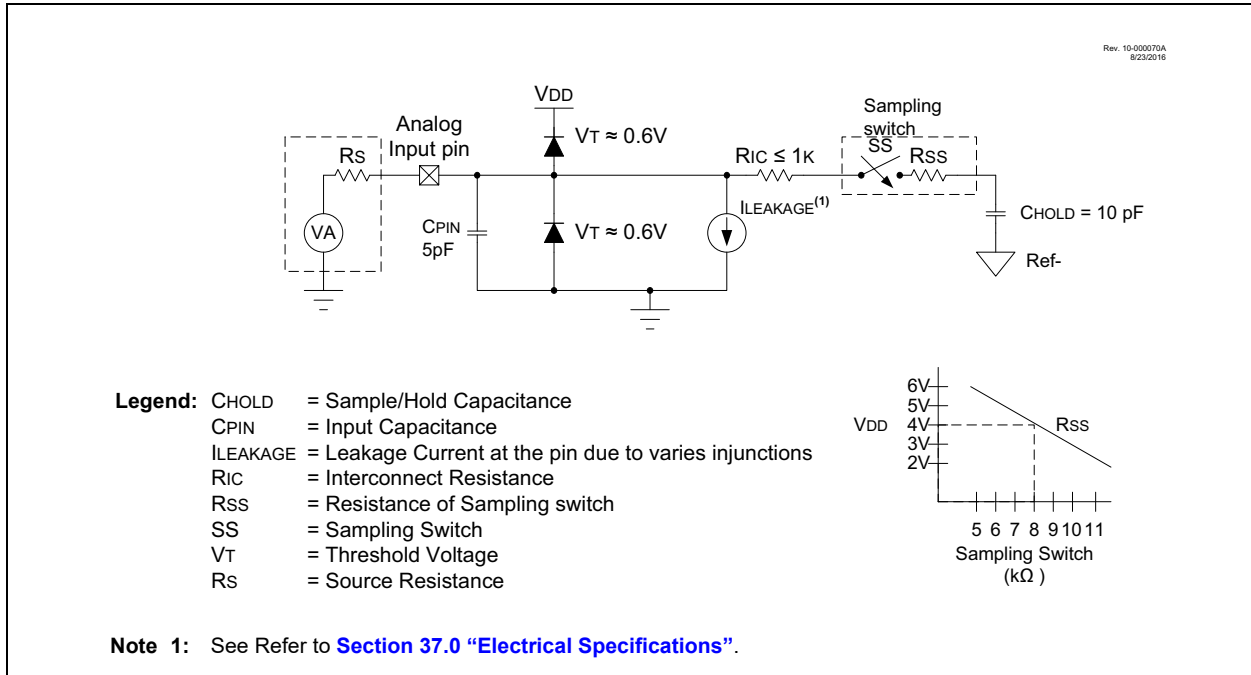 Rev. 10-000070A
8/23/2016
VDD
Sampling
switch
Analog
Input pin
VT ≈ 0.6V
RS
RIC ≤ 1K
SS
RSS
ILEAKAGE(1)
CHOLD = 10 pF
VA
CPIN
5pF
VT ≈ 0.6V
Ref-
Legend: CHOLD = Sample/Hold Capacitance
CPIN = Input Capacitance
ILEAKAGE = Leakage Current at the pin due to varies injunctions
RIC = Interconnect Resistance
RSS = Resistance of Sampling switch
SS = Sampling Switch
VT = Threshold Voltage
RS = Source Resistance
6V
5V
VDD 4V RSS
3V
2V
5 6 7 8 9 10 11
Sampling Switch
(kΩ )
Note 1: See Refer to Section 37.0 “Electrical Specifications”.